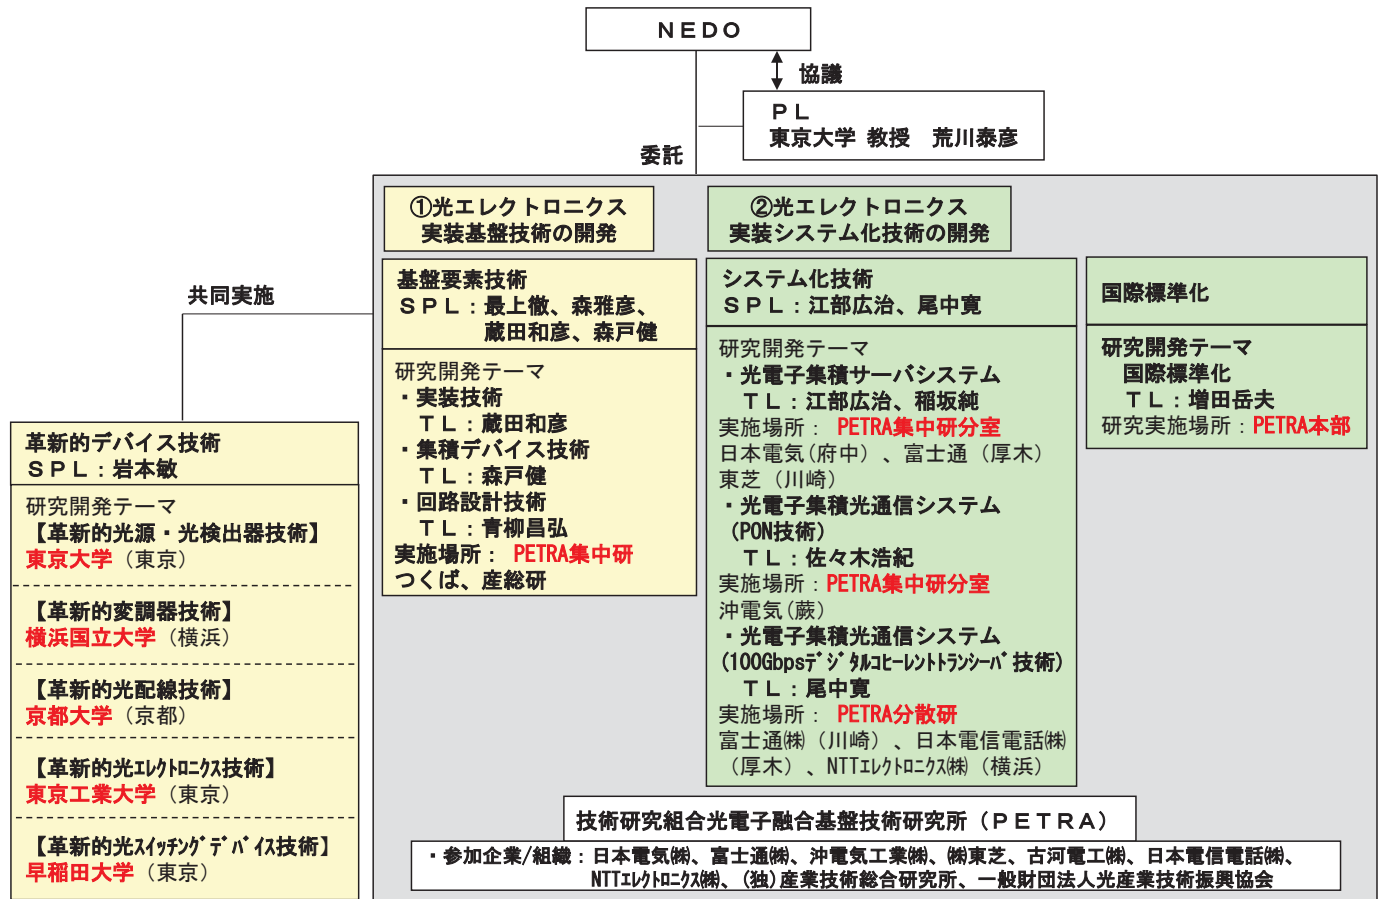 ＮＥＤＯ
協議
ＰＬ
東京大学 教授　荒川泰彦
委託
①光エレクトロニクス
実装基盤技術の開発
②光エレクトロニクス
実装システム化技術の開発
共同実施
基盤要素技術
ＳＰＬ：最上徹、森雅彦、
蔵田和彦、森戸健
研究開発テーマ
・実装技術
ＴＬ：蔵田和彦
・集積デバイス技術
ＴＬ：森戸健
・回路設計技術
ＴＬ：青柳昌弘
実施場所： PETRA集中研
つくば、産総研
システム化技術
ＳＰＬ：江部広治、尾中寛
研究開発テーマ
・光電子集積サーバシステム
ＴＬ：江部広治、稲坂純
実施場所： PETRA集中研分室
日本電気(府中）、富士通（厚木）
東芝（川崎）
・光電子集積光通信システム
(PON技術)
ＴＬ：佐々木浩紀
実施場所：PETRA集中研分室
沖電気(蕨）
・光電子集積光通信システム
(100Gbpsﾃﾞｼﾞﾀﾙｺﾋｰﾚﾝﾄﾄﾗﾝｼｰﾊﾞ技術)
ＴＬ：尾中寛
実施場所： PETRA分散研
富士通㈱（川崎）、日本電信電話㈱
（厚木）、NTTｴﾚｸﾄﾛﾆｸｽ㈱（横浜）
国際標準化
研究開発テーマ
国際標準化
ＴＬ：増田岳夫
研究実施場所：PETRA本部
革新的デバイス技術
ＳＰＬ：岩本敏
研究開発テーマ
【革新的光源・光検出器技術】
東京大学（東京）
【革新的変調器技術】
横浜国立大学（横浜）
【革新的光配線技術】
京都大学（京都）
【革新的光ｴﾚｸﾄﾛﾆｸｽ技術】
東京工業大学（東京）
【革新的光ｽｲｯﾁﾝｸﾞﾃﾞﾊﾞｲｽ技術】
早稲田大学（東京）
技術研究組合光電子融合基盤技術研究所（ＰＥＴＲＡ）
・参加企業/組織：日本電気㈱、富士通㈱、沖電気工業㈱、㈱東芝、古河電工㈱、日本電信電話㈱、
NTTｴﾚｸﾄﾛﾆｸｽ㈱、(独)産業技術総合研究所、一般財団法人光産業技術振興協会